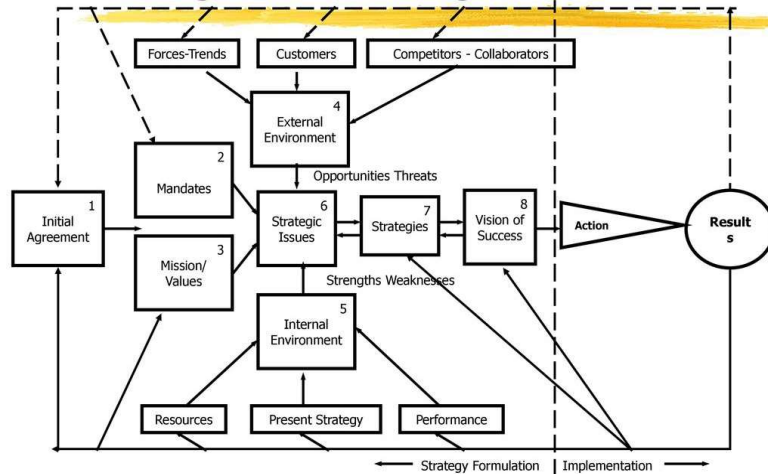 Forces-Trends
Customers
Competitors - Collaborators
4
External
Environment
2
Mandates
Opportunities Threats
1
Initial
Agreement
6
Strategic
Issues
7
Strategies
8
Vision of
Success
Action
Result
s
3
Mission/
Values
Strengths Weaknesses
5
Internal
Environment
Resources
Present Strategy
Performance
Strategy Formulation
Implementation